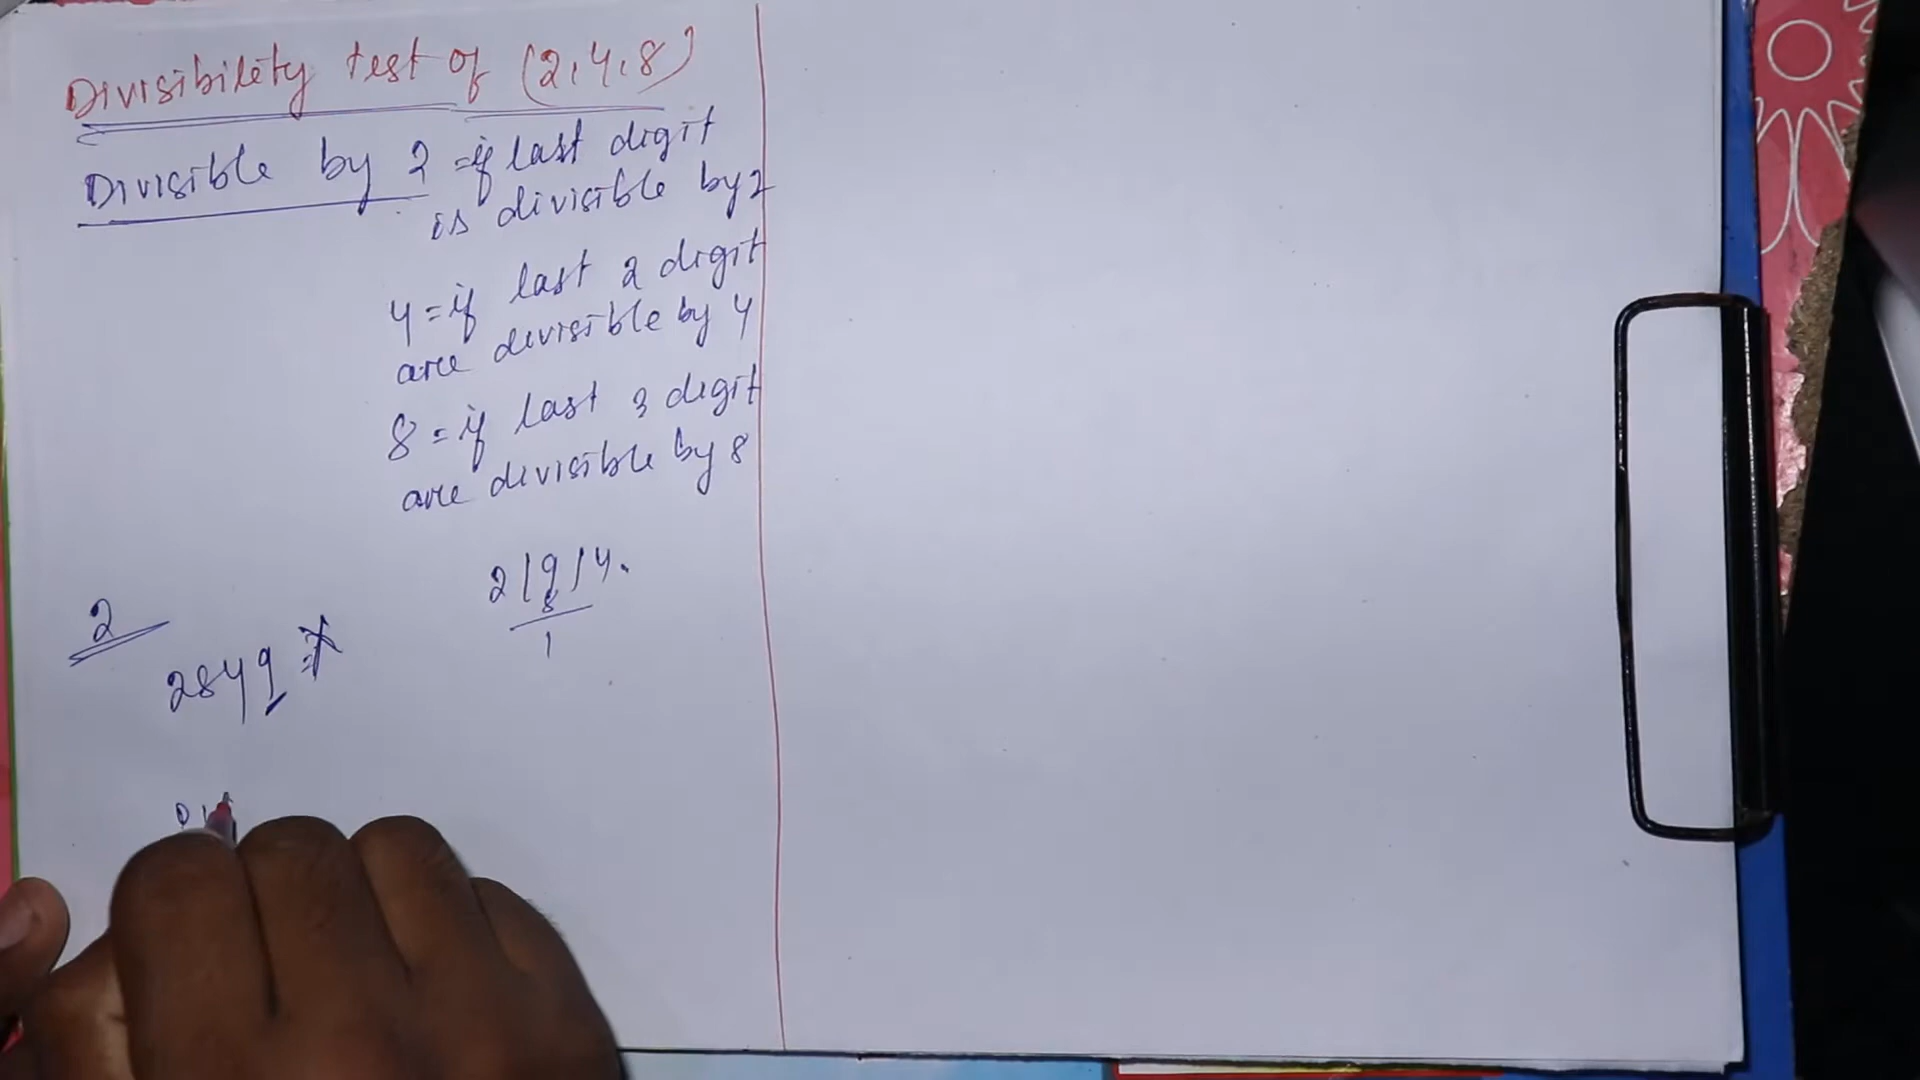 Divisibility test of (2,4,8)
Divisible by 2 = if last digit
is divisible by 2
4 = if last 2 digit
are divisible by 4
8 = if last 3 digit
are divisible by 8
2 | 9 | 4.
8
1
2
2849